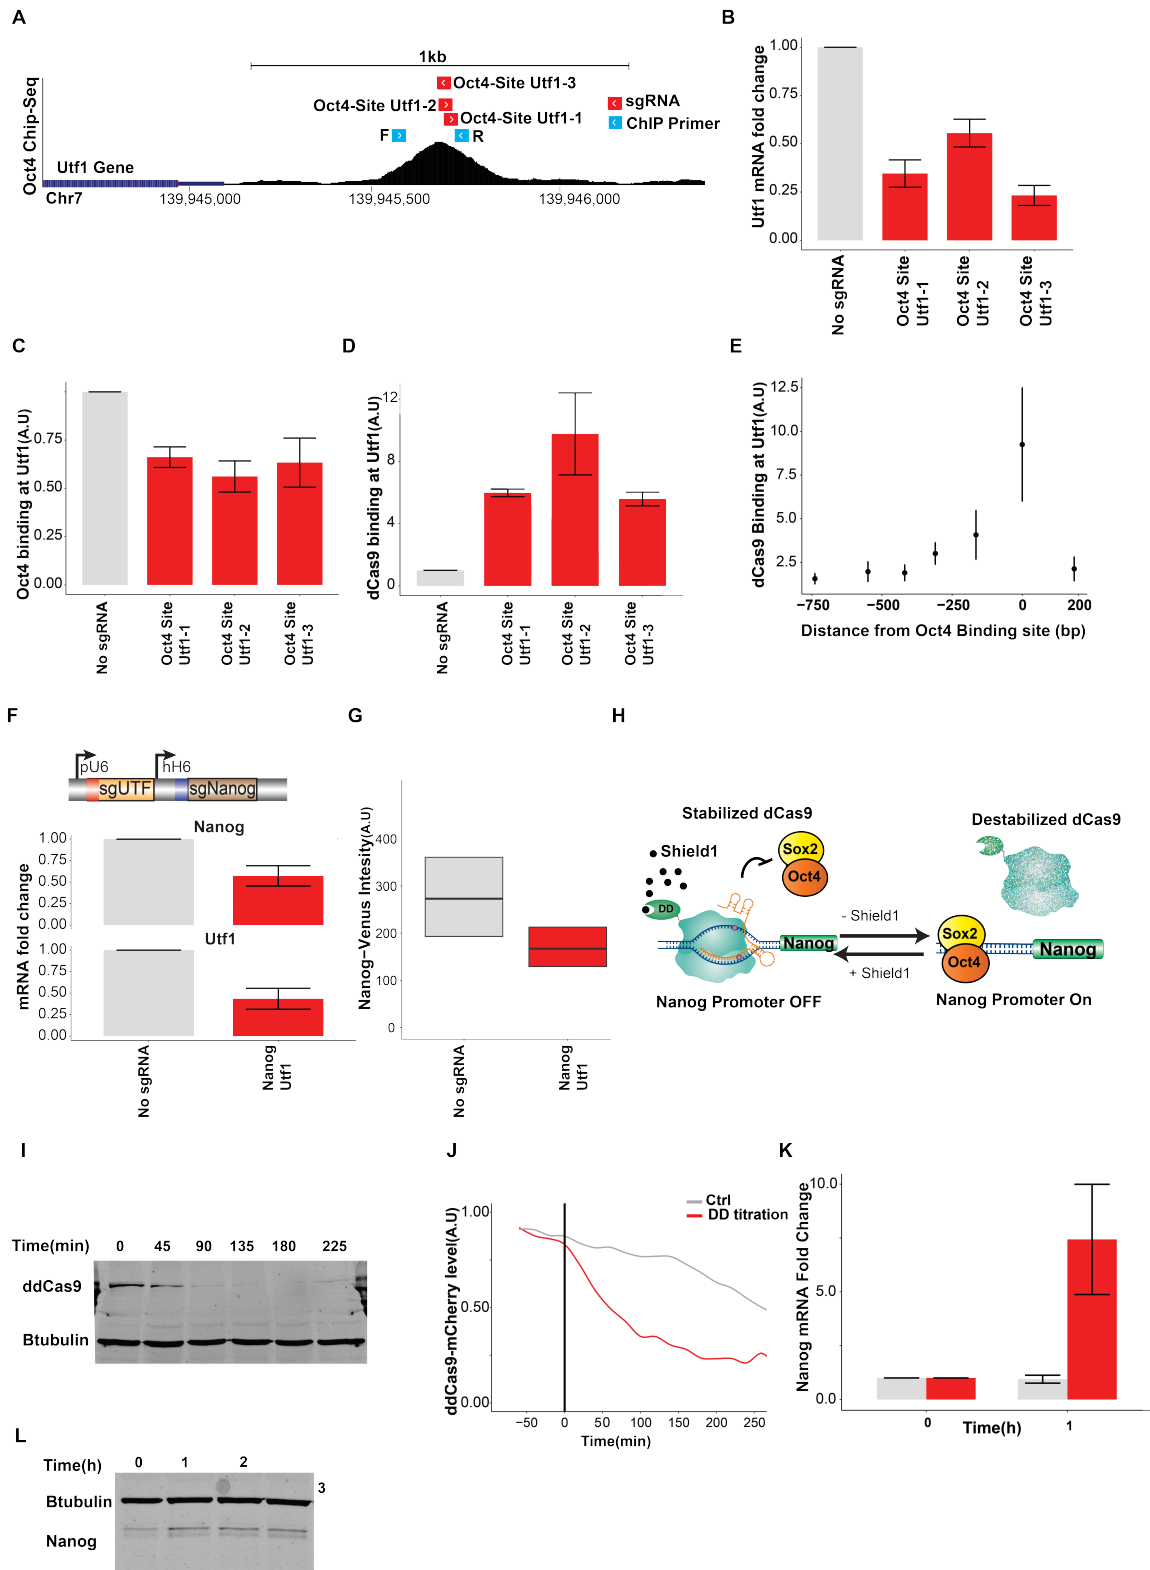 A
1kb
Oct4-Site Utf1-3
Oct4-Site Utf1-2
Oct4-Site Utf1-1
sgRNA
ChIP Primer
F
R
Oct4 Chip-Seq
Utf1 Gene
Chr7
139,945,000
139,945,500
139,946,000
B
Utf1 mRNA fold change
1.00
0.75
0.50
0.25
0.00
No sgRNA
Oct4 Site
Utf1-1
Oct4 Site
Utf1-2
Oct4 Site
Utf1-3
C
Oct4 binding at Utf1(A.U)
0.75
0.50
0.25
0.00
No sgRNA
Oct4 Site
Utf1-1
Oct4 Site
Utf1-2
Oct4 Site
Utf1-3
D
dCas9 binding at Utf1(A.U)
12
8
4
0
No sgRNA
Oct4 Site
Utf1-1
Oct4 Site
Utf1-2
Oct4 Site
Utf1-3
E
dCas9 Binding at Utf1(A.U)
12.5
10.0
7.5
5.0
2.5
−750
−500
−250
0
200
Distance from Oct4 Binding site (bp)
F
pU6
hH6
sgUTF
sgNanog
mRNA fold change
Nanog
1.00
0.75
0.50
0.25
0.00
Utf1
1.00
0.75
0.50
0.25
0.00
No sgRNA
Nanog
Utf1
G
Nanog−Venus Intesity(A.U)
400
300
200
100
0
No sgRNA
Nanog
Utf1
H
Stabilized dCas9
Destabilized dCas9
Shield1
DD
Sox2
Oct4
Nanog
- Shield1
+ Shield1
Sox2
Oct4
Nanog
Nanog Promoter OFF
Nanog Promoter On
I
Time(min) 0 45 90 135 180 225
ddCas9
Btubulin
J
Ctrl
DD titration
ddCas9-mCherry level(A.U)
1.00
0.50
0.00
−50
0
50
100
150
200
250
Time(min)
K
Nanog mRNA Fold Change
10.0
5.0
0.0
0
1
Time(h)
L
Time(h) 0 1 2
3
Btubulin
Nanog